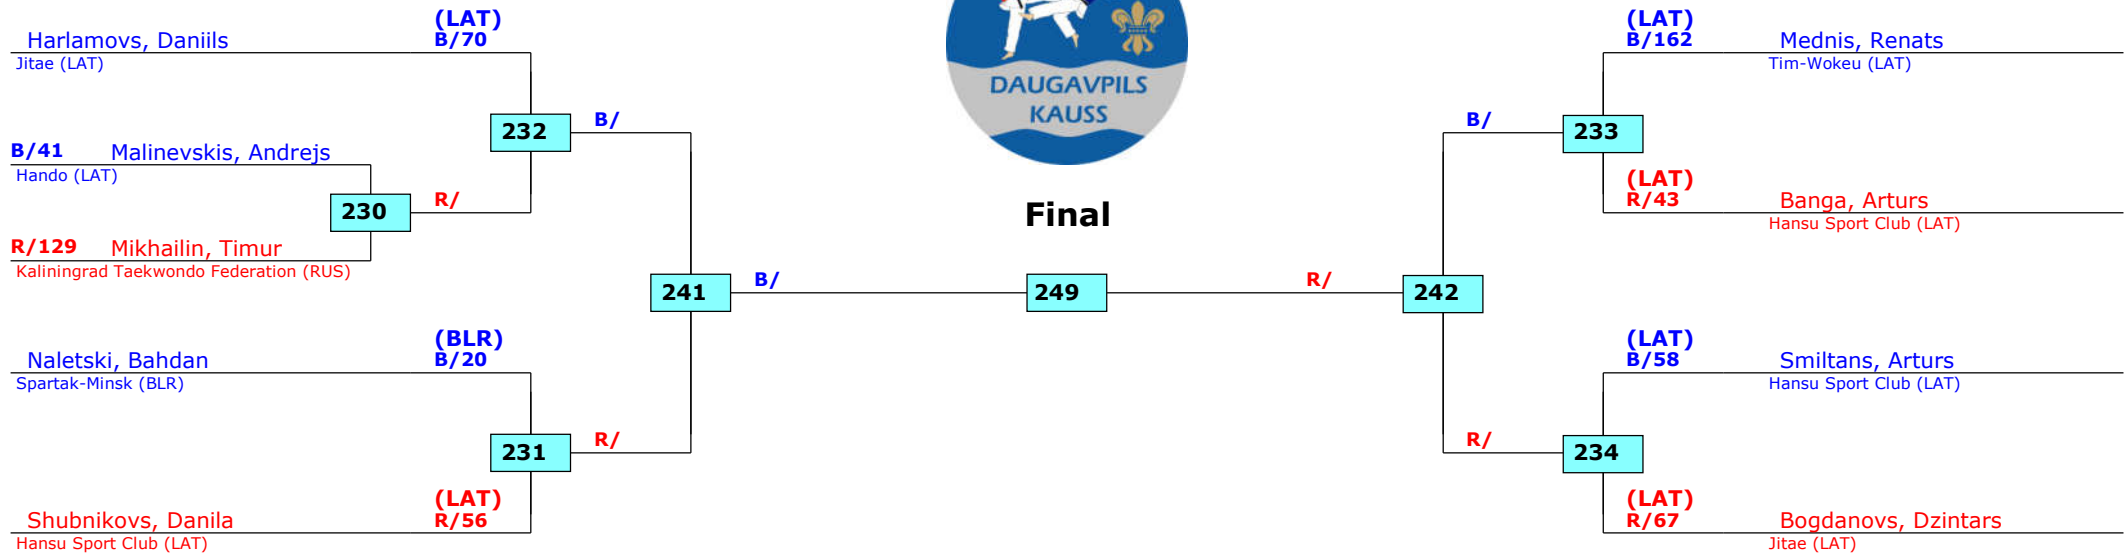 (LAT)
Harlamovs, Daniils B/70
Jitae (LAT)
232 B/
B/41 Malinevskis, Andrejs
Hando (LAT)
230 R/
R/129 Mikhailin, Timur
Kaliningrad Taekwondo Federation (RUS)
241 B/
(BLR)
Naletski, Bahdan B/20
Spartak-Minsk (BLR)
231 R/
(LAT)
Shubnikovs, Danila R/56
Hansu Sport Club (LAT)
DAUGAVPILS
KAUSS
Final
249
(LAT)
B/162 Mednis, Renats
Tim-Wokeu (LAT)
B/ 233
(LAT)
R/43 Banga, Arturs
Hansu Sport Club (LAT)
R/ 242
(LAT)
B/58 Smiltans, Arturs
Hansu Sport Club (LAT)
R/ 234
(LAT)
R/67 Bogdanovs, Dzintars
Jitae (LAT)